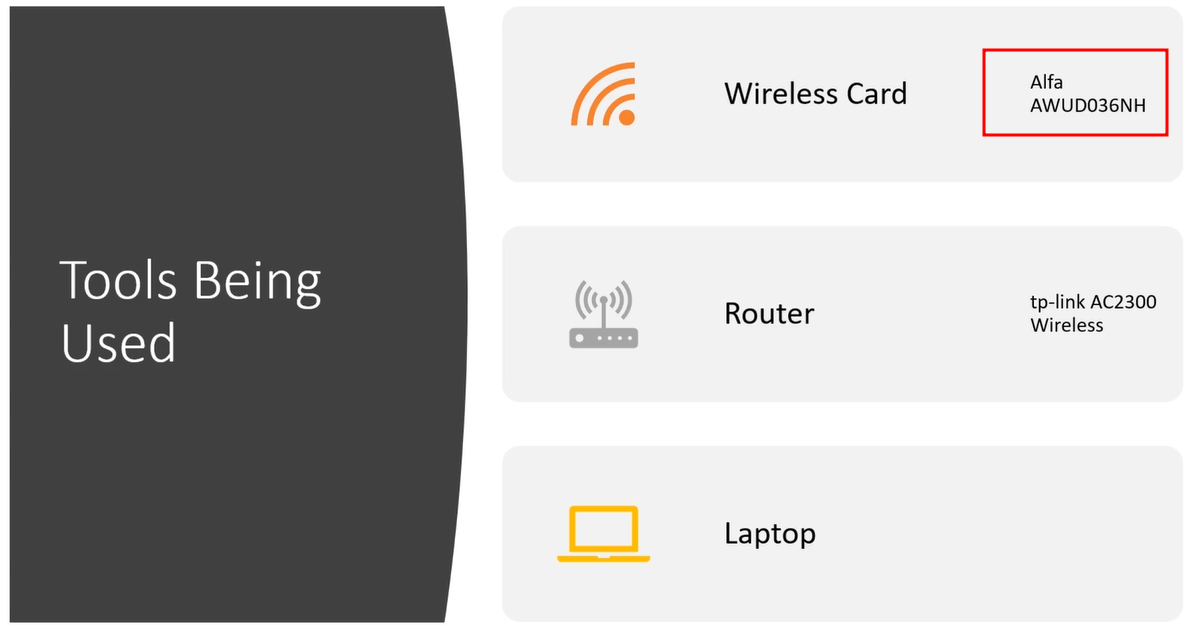 Tools Being
Used
Wireless Card
Alfa
AWUD036NH
Router
tp-link AC2300
Wireless
Laptop